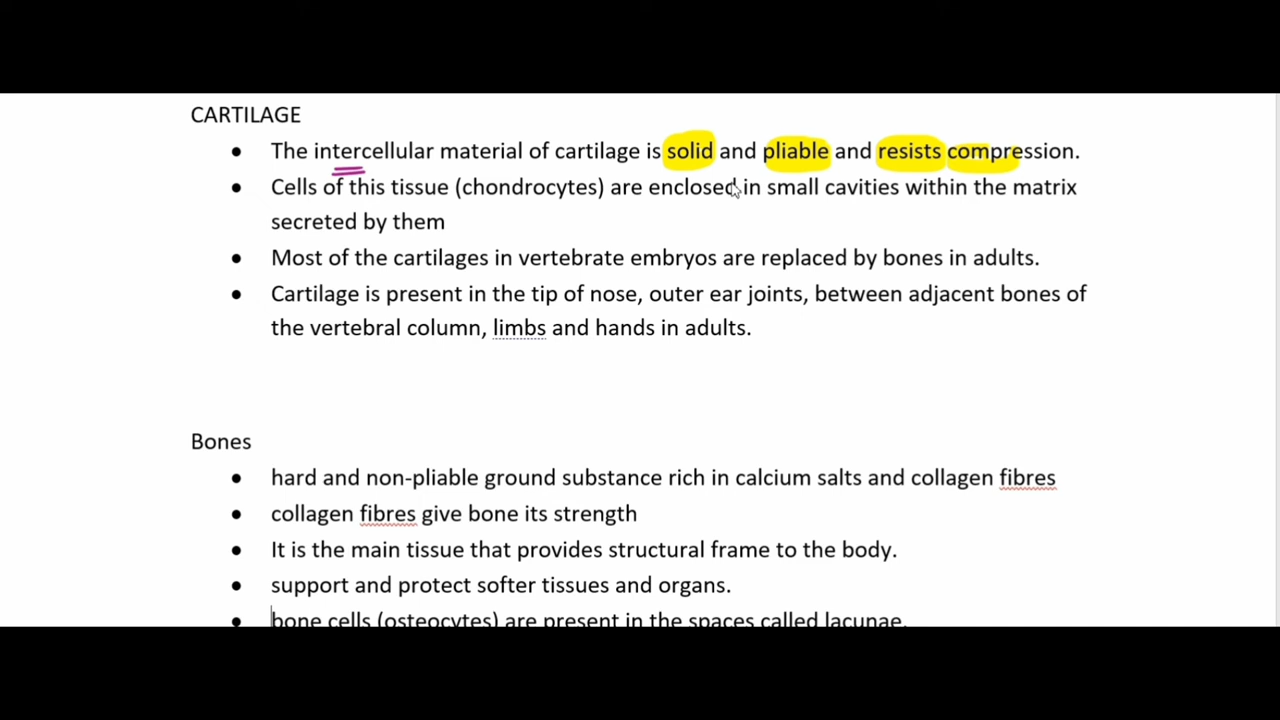 CARTILAGE
• The intercellular material of cartilage is solid and pliable and resists compression.
• Cells of this tissue (chondrocytes) are enclosed in small cavities within the matrix
secreted by them
• Most of the cartilages in vertebrate embryos are replaced by bones in adults.
• Cartilage is present in the tip of nose, outer ear joints, between adjacent bones of
the vertebral column, limbs and hands in adults.
Bones
• hard and non-pliable ground substance rich in calcium salts and collagen fibres
• collagen fibres give bone its strength
• It is the main tissue that provides structural frame to the body.
• support and protect softer tissues and organs.
• bone cells (osteocytes) are present in the spaces called lacunae.